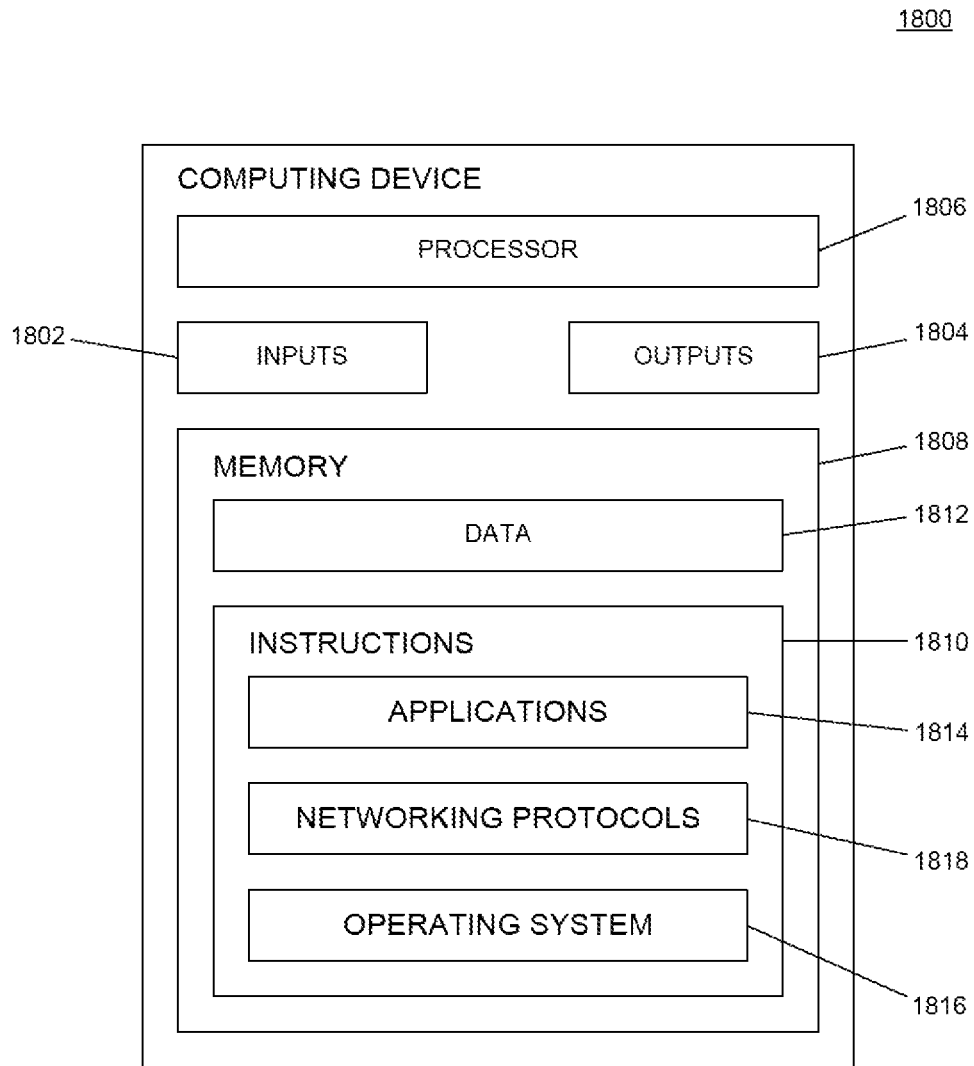 1800
COMPUTING DEVICE
1806
PROCESSOR
1802
INPUTS
OUTPUTS
1804
1808
MEMORY
1812
DATA
INSTRUCTIONS
1810
APPLICATIONS
1814
NETWORKING PROTOCOLS
1818
OPERATING SYSTEM
1816